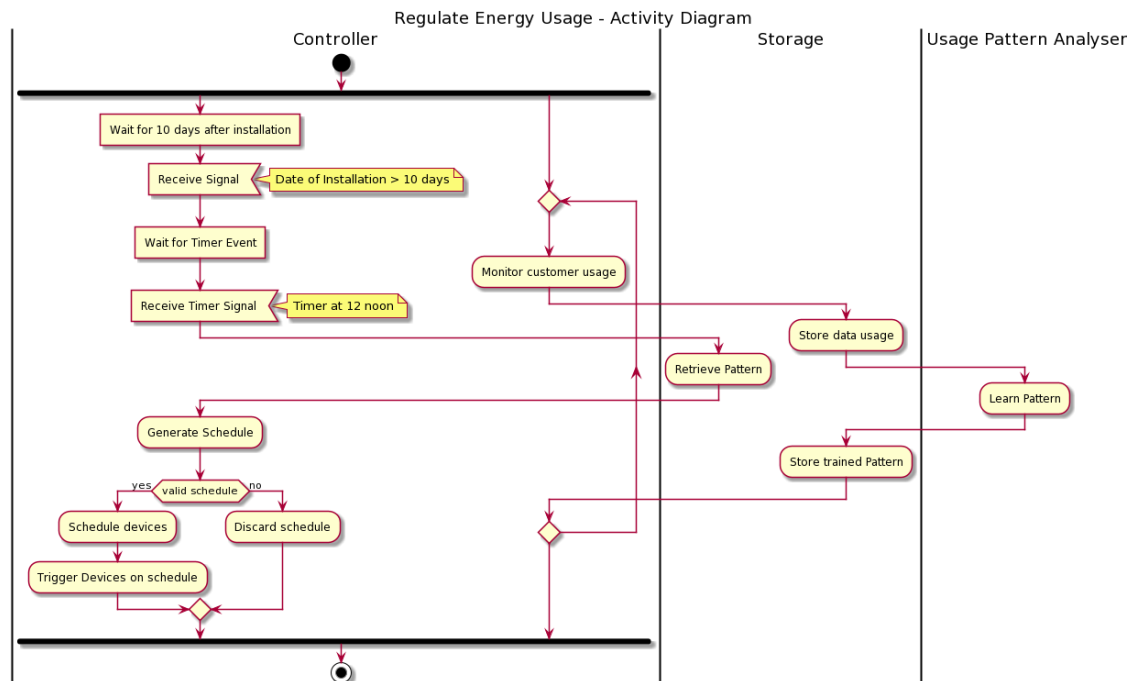 Regulate Energy Usage - Activity Diagram
Controller
Storage
Usage Pattern Analyser
Wait for 10 days after installation
Receive Signal
Date of Installation > 10 days
Wait for Timer Event
Monitor customer usage
Receive Timer Signal
Timer at 12 noon
Store data usage
Retrieve Pattern
Learn Pattern
Generate Schedule
Store trained Pattern
yes
valid schedule
no
Schedule devices
Discard schedule
Trigger Devices on schedule